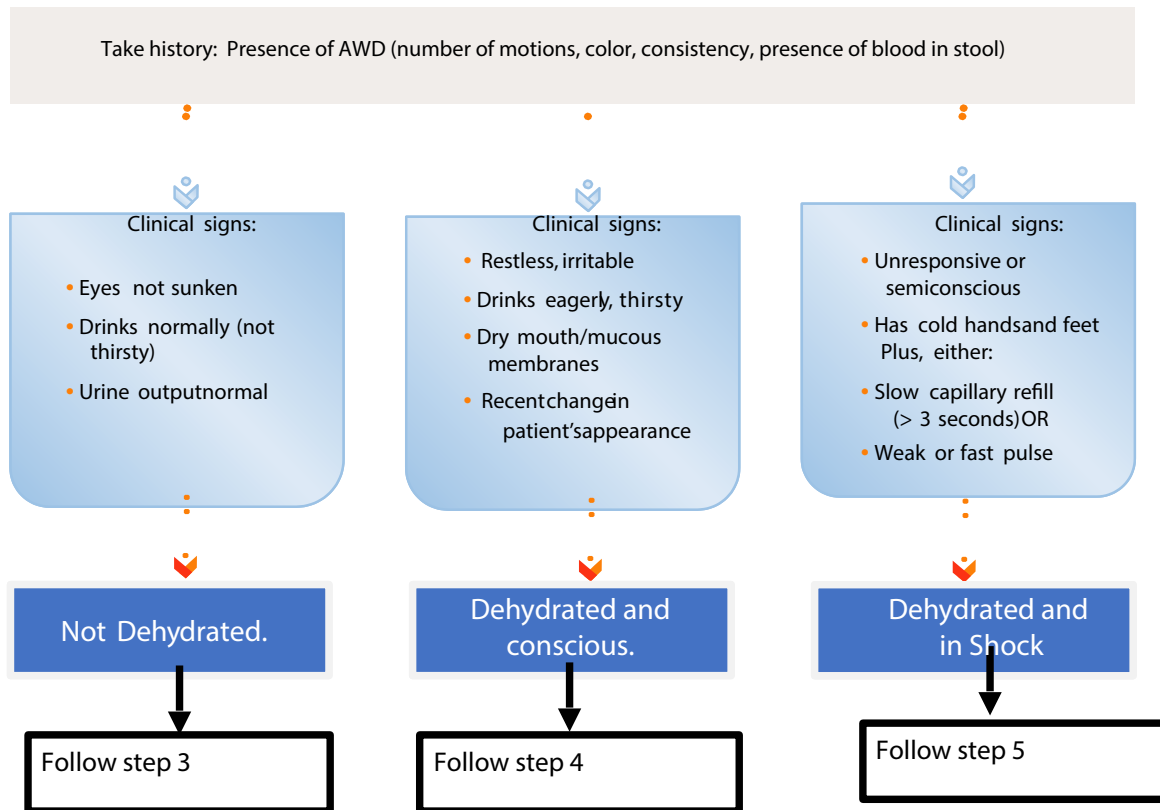 Take history: Presence of AWD (number of motions, color, consistency, presence of blood in stool)
Clinical signs:
• Eyes not sunken
• Drinks normally (not
thirsty)
• Urine outputnormal
Clinical signs:
• Restless, irritable
• Drinks eagerly, thirsty
• Dry mouth/mucous
membranes
• Recentchangein
patient'sappearance
Clinical signs:
• Unresponsive or
semiconscious
• Has cold handsand feet
Plus, either:
• Slow capillary refill
(> 3 seconds)OR
• Weak or fast pulse
Not Dehydrated.
Dehydrated and
conscious.
Dehydrated and
in Shock
Follow step 3
Follow step 4
Follow step 5